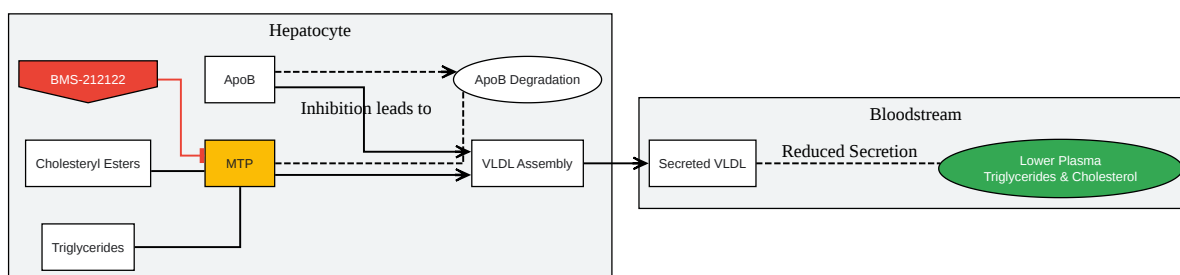 Hepatocyte
BMS-212122
ApoB
ApoB Degradation
Inhibition leads to
Cholesteryl Esters
MTP
VLDL Assembly
Triglycerides
Bloodstream
Secreted VLDL
Reduced Secretion
Lower Plasma
Triglycerides & Cholesterol